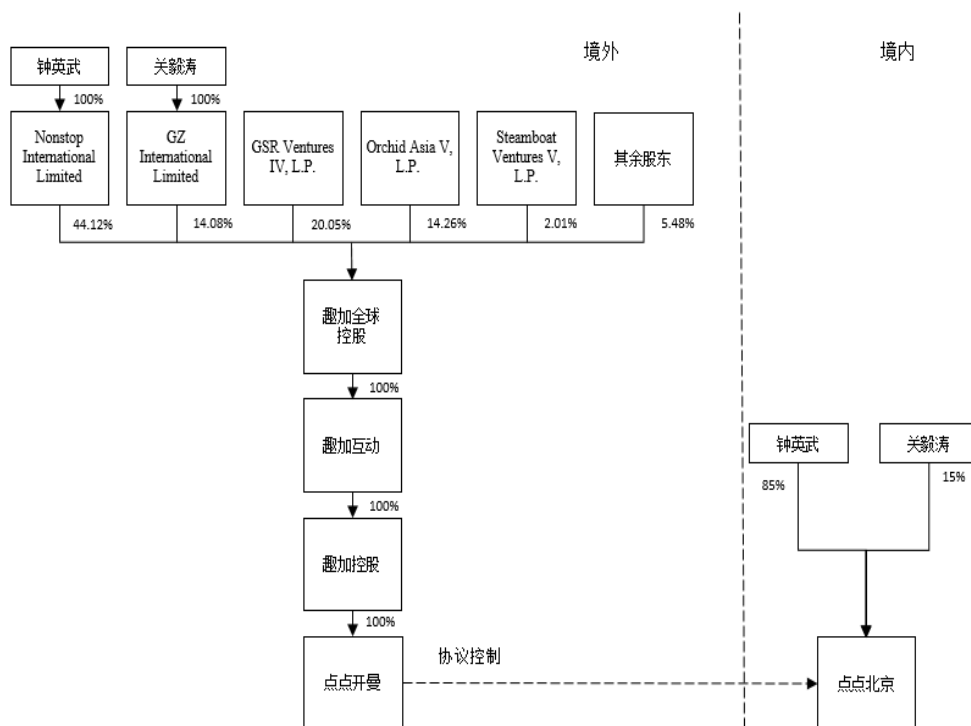 境外
境内
钟英武
关毅涛
100%
100%
Nonstop
International
Limited
GZ
International
Limited
GSR Ventures
IV, L.P.
Orchid Asia V,
L.P.
Steamboat
Ventures V,
L.P.
其余股东
44.12%
14.08%
20.05%
14.26%
2.01%
5.48%
趣加全球
控股
100%
趣加互动
100%
趣加控股
100%
点点开曼
协议控制
钟英武
关毅涛
85%
15%
点点北京